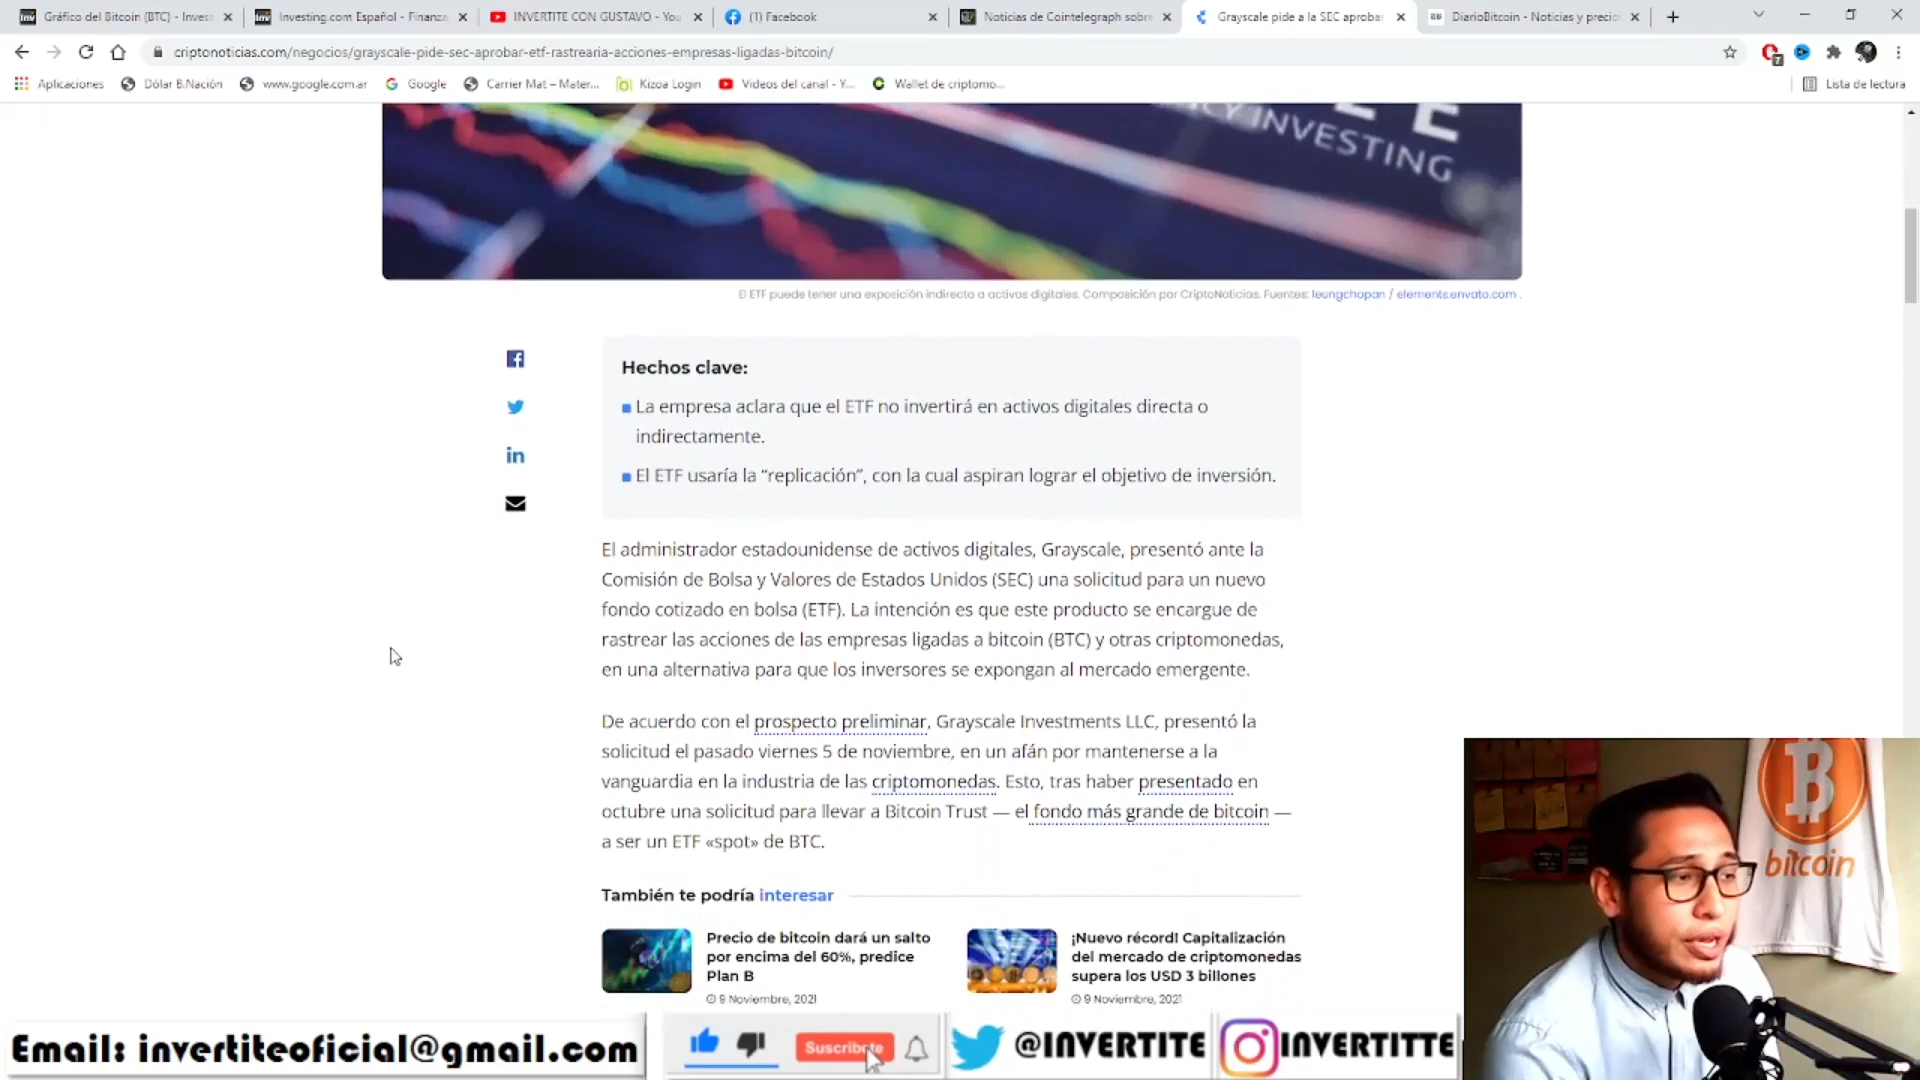 Gráfico del Bitcoin (BTC) - Invest
Investing.com Español - Finanza
INVERTITE CON GUSTAVO - You
(1) Facebook
Noticias de Cointelegraph sobre
Grayscale pide a la SEC aprobar
DiarioBitcoin - Noticias y precio
criptonoticias.com/negocios/grayscale-pide-sec-aprobar-etf-rastrearia-acciones-empresas-ligadas-bitcoin/
7
Aplicaciones
Dólar B.Nación
www.google.com.ar
Google
Carrier Mat – Mater...
Kizoa Login
Videos del canal - Y...
Wallet de criptomo...
Lista de lectura
CY INVESTING
El ETF puede tener una exposición indirecta a activos digitales. Composición por CriptoNoticias. Fuentes: leungchopan / elements.envato.com .
Hechos clave:
La empresa aclara que el ETF no invertirá en activos digitales directa o
indirectamente.
El ETF usaría la “replicación”, con la cual aspiran lograr el objetivo de inversión.
El administrador estadounidense de activos digitales, Grayscale, presentó ante la
Comisión de Bolsa y Valores de Estados Unidos (SEC) una solicitud para un nuevo
fondo cotizado en bolsa (ETF). La intención es que este producto se encargue de
rastrear las acciones de las empresas ligadas a bitcoin (BTC) y otras criptomonedas,
en una alternativa para que los inversores se expongan al mercado emergente.
De acuerdo con el prospecto preliminar, Grayscale Investments LLC, presentó la
solicitud el pasado viernes 5 de noviembre, en un afán por mantenerse a la
vanguardia en la industria de las criptomonedas. Esto, tras haber presentado en
octubre una solicitud para llevar a Bitcoin Trust — el fondo más grande de bitcoin —
a ser un ETF «spot» de BTC.
También te podría interesar
Precio de bitcoin dará un salto
por encima del 60%, predice
Plan B
9 Noviembre, 2021
¡Nuevo récord! Capitalización
del mercado de criptomonedas
supera los USD 3 billones
9 Noviembre, 2021
bitcoin
Email: invertiteoficial@gmail.com
Suscribete
@INVERTITE
INVERTITTE